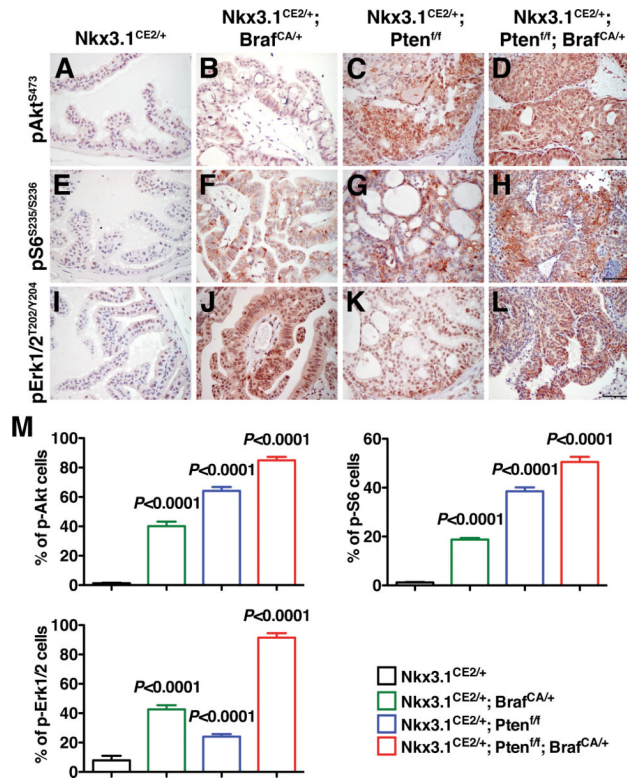 Nkx3.1CE2/+
Nkx3.1CE2/+;
BrafCA/+
Nkx3.1CE2/+;
Ptenf/f
Nkx3.1CE2/+;
Ptenf/f; BrafCA/+
pAktS473
A
B
C
D
pS6S235/S236
E
F
G
H
pErk1/2T202/Y204
I
J
K
L
M
% of p-Akt cells
100
80
60
40
20
0
P<0.0001
P<0.0001
P<0.0001
% of p-S6 cells
60
40
20
0
P<0.0001
P<0.0001
P<0.0001
% of p-Erk1/2 cells
100
80
60
40
20
0
P<0.0001
P<0.0001
P<0.0001
Nkx3.1CE2/+
Nkx3.1CE2/+; BrafCA/+
Nkx3.1CE2/+; Ptenf/f
Nkx3.1CE2/+; Ptenf/f; BrafCA/+